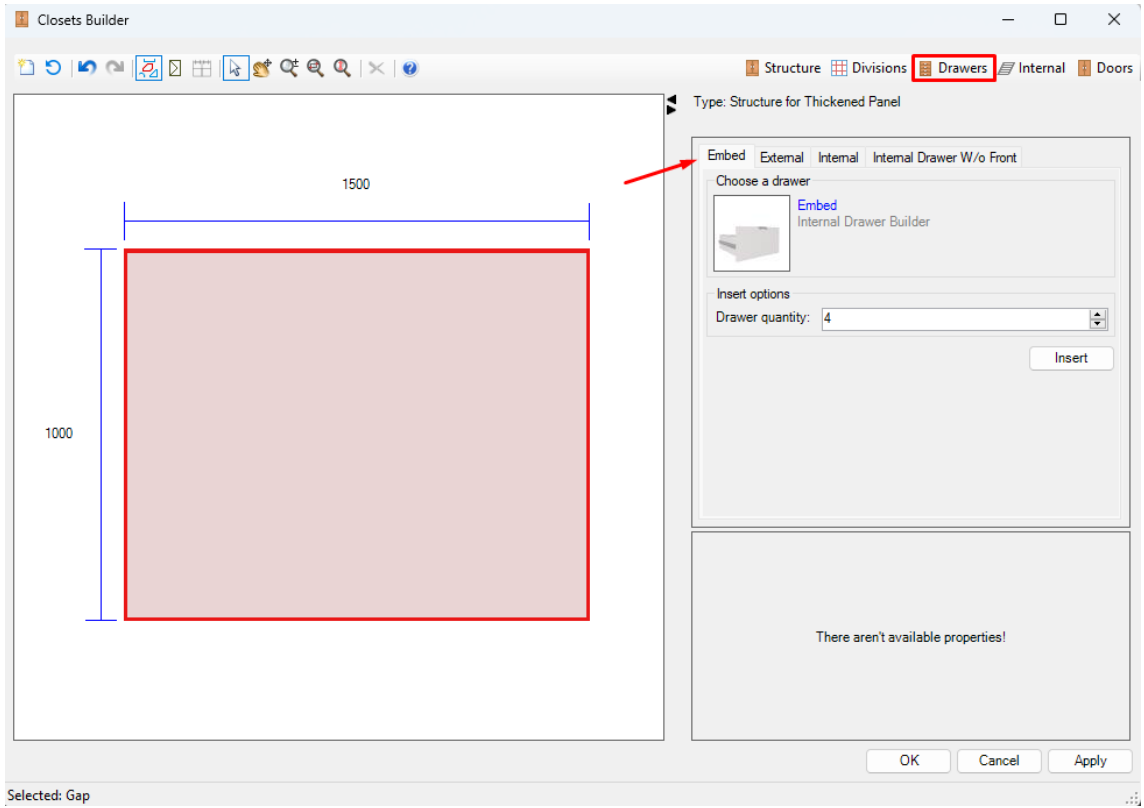 Closets Builder
Structure Divisions Drawers Internal Doors
Type: Structure for Thickened Panel
Embed External Internal Internal Drawer W/o Front
Choose a drawer
Embed
Internal Drawer Builder
Insert options
Drawer quantity: 4
Insert
1500
1000
There aren't available properties!
OK Cancel Apply
Selected: Gap